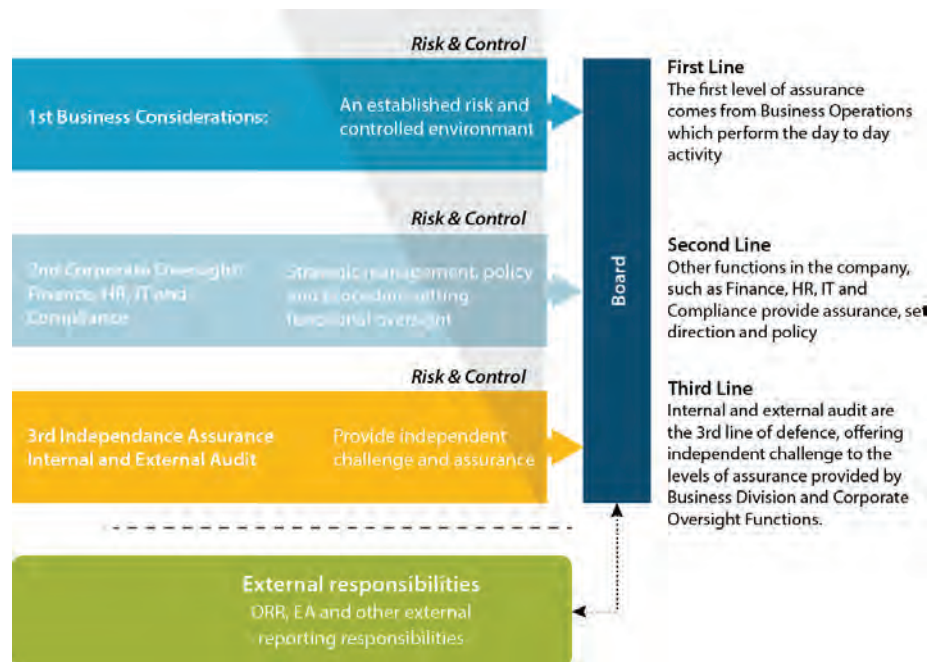 Risk & Control
1st Business Considerations:
An established risk and
controlled environmant
First Line
The first level of assurance
comes from Business Operations
which perform the day to day
activity
Risk & Control
2nd Corporate Oversight:
Finance, HR, IT and
Compliance
Strategic management, policy
and procedure setting
functional oversight
Board
Second Line
Other functions in the company,
such as Finance, HR, IT and
Compliance provide assurance, set
direction and policy
Risk & Control
3rd Independance Assurance
Internal and External Audit
Provide independent
challenge and assurance
Third Line
Internal and external audit are
the 3rd line of defence, offering
independent challenge to the
levels of assurance provided by
Business Division and Corporate
Oversight Functions.
External responsibilities
ORR, EA and other external
reporting responsibilities